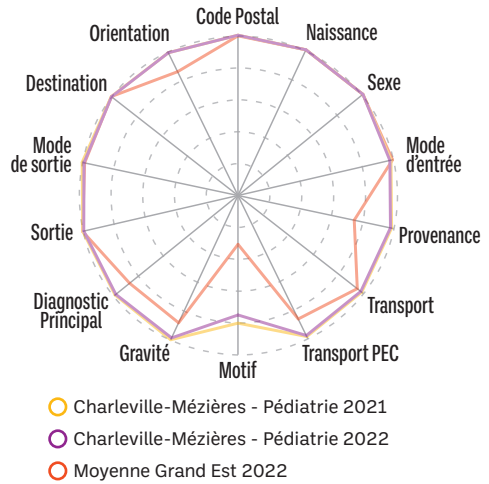 Code Postal
Naissance
Sexe
Mode
d'entrée
Provenance
Transport
Transport PEC
Motif
Gravité
Diagnostic
Principal
Sortie
Mode
de sortie
Destination
Orientation
Charleville-Mézières - Pédiatrie 2021
Charleville-Mézières - Pédiatrie 2022
Moyenne Grand Est 2022